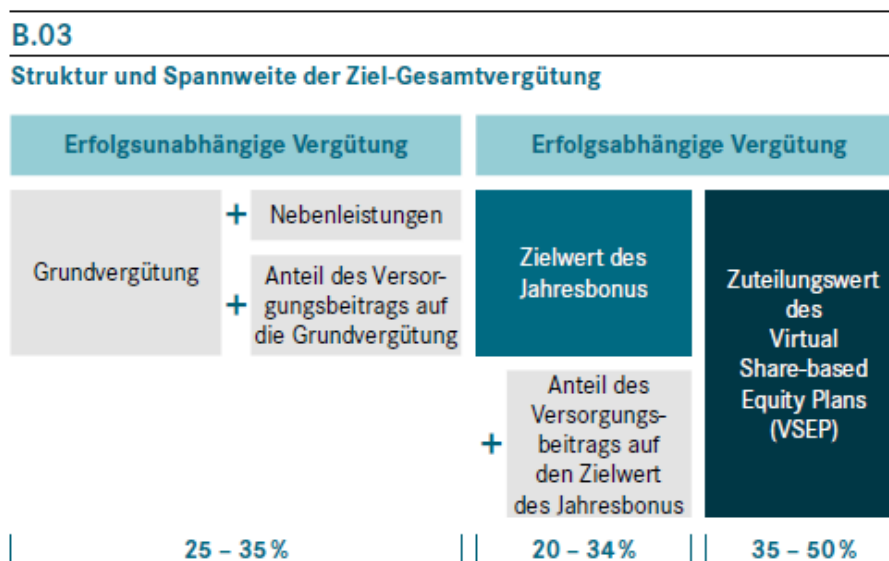 B.03
Struktur und Spannweite der Ziel-Gesamtvergütung
Erfolgsunabhängige Vergütung
Erfolgsabhängige Vergütung
Grundvergütung
+ Nebenleistungen
+ Anteil des Versor-
gungsbeitrags auf
die Grundvergütung
Zielwert des
Jahresbonus
+ Anteil des
Versorgungs-
beitrags auf
den Zielwert
des Jahresbonus
Zuteilungswert
des
Virtual
Share-based
Equity Plans
(VSEP)
25 – 35 %
20 – 34 %
35 – 50 %